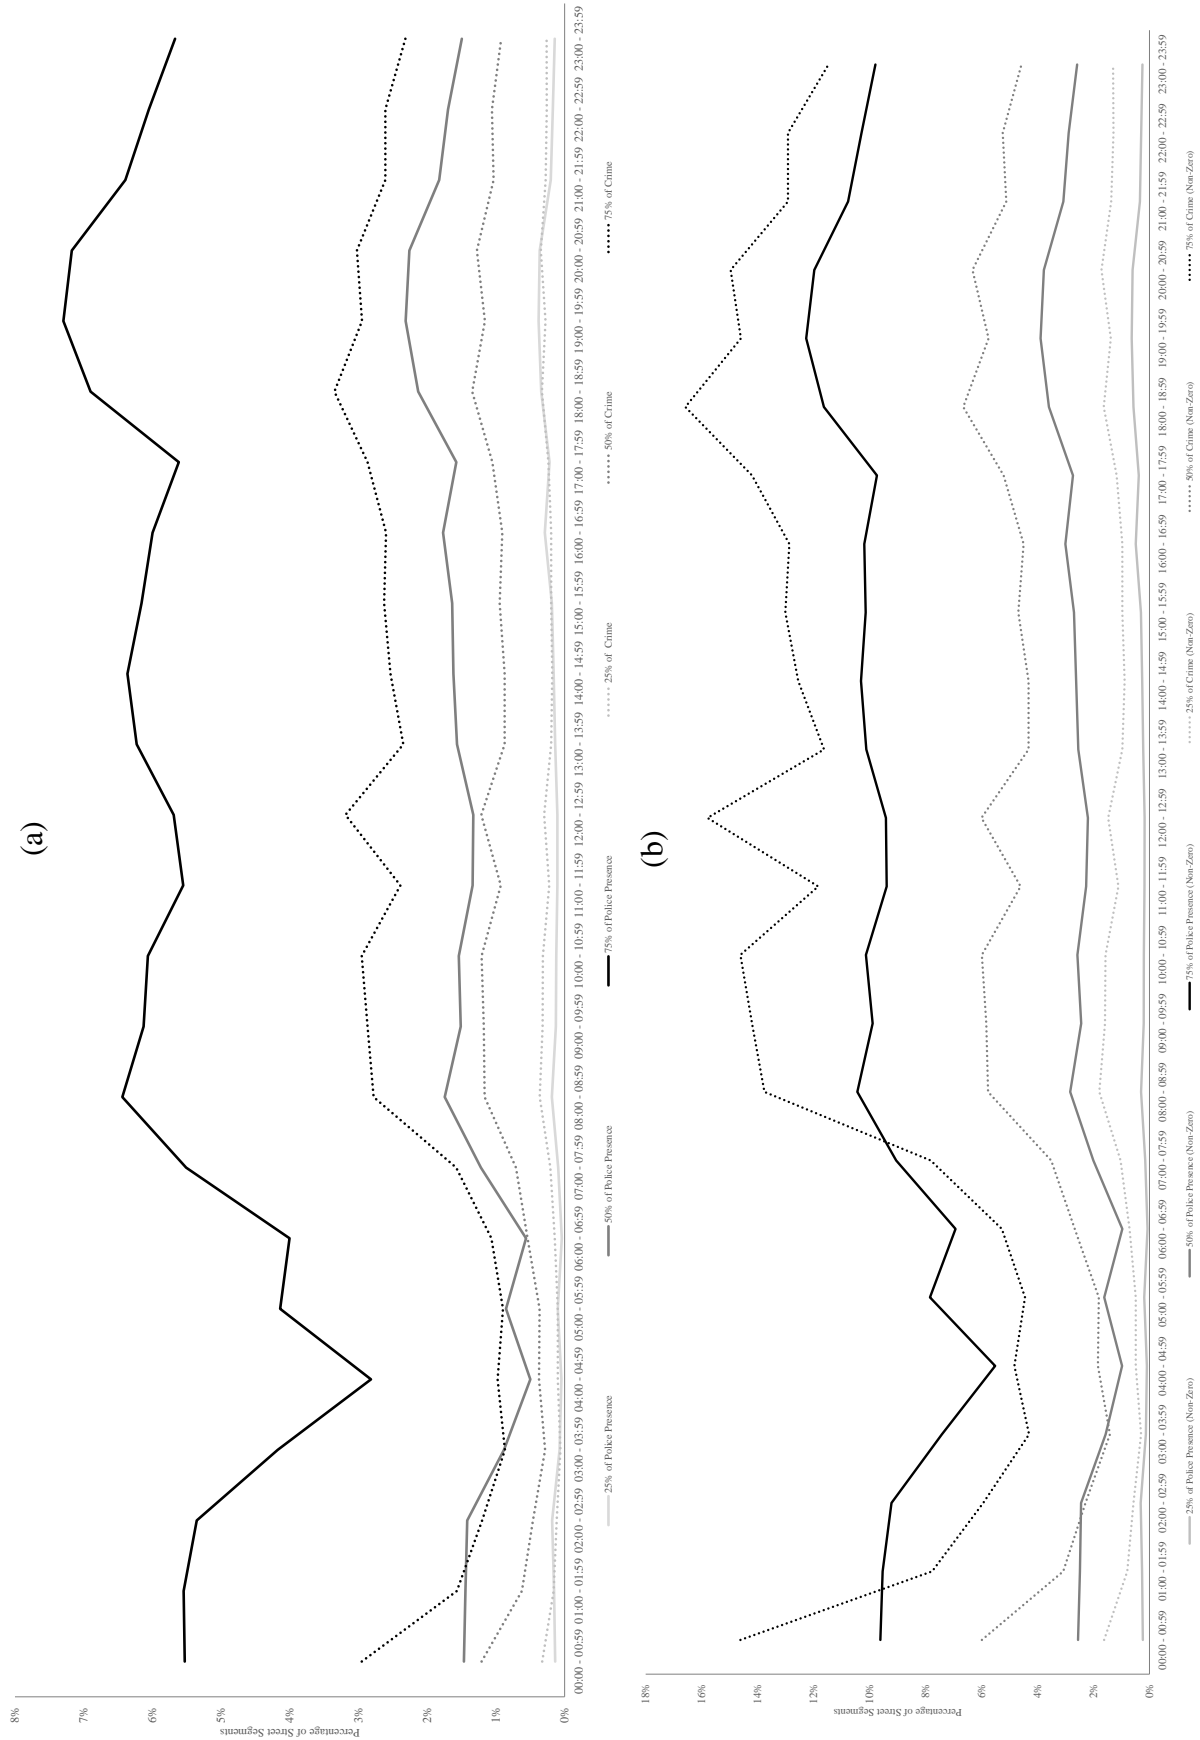 (a)
Percentage of Street Segments
8%
7%
6%
5%
4%
3%
2%
1%
0%
00:00 - 00:59 01:00 - 01:59 02:00 - 02:59 03:00 - 03:59 04:00 - 04:59 05:00 - 05:59 06:00 - 06:59 07:00 - 07:59 08:00 - 08:59 09:00 - 09:59 10:00 - 10:59 11:00 - 11:59 12:00 - 12:59 13:00 - 13:59 14:00 - 14:59 15:00 - 15:59 16:00 - 16:59 17:00 - 17:59 18:00 - 18:59 19:00 - 19:59 20:00 - 20:59 21:00 - 21:59 22:00 - 22:59 23:00 - 23:59
25% of Police Presence 50% of Police Presence 75% of Police Presence 25% of Crime 50% of Crime 75% of Crime
(b)
Percentage of Street Segments
18%
16%
14%
12%
10%
8%
6%
4%
2%
0%
00:00 - 00:59 01:00 - 01:59 02:00 - 02:59 03:00 - 03:59 04:00 - 04:59 05:00 - 05:59 06:00 - 06:59 07:00 - 07:59 08:00 - 08:59 09:00 - 09:59 10:00 - 10:59 11:00 - 11:59 12:00 - 12:59 13:00 - 13:59 14:00 - 14:59 15:00 - 15:59 16:00 - 16:59 17:00 - 17:59 18:00 - 18:59 19:00 - 19:59 20:00 - 20:59 21:00 - 21:59 22:00 - 22:59 23:00 - 23:59
25% of Police Presence (Non-Zero) 50% of Police Presence (Non-Zero) 75% of Police Presence (Non-Zero) 25% of Crime (Non-Zero) 50% of Crime (Non-Zero) 75% of Crime (Non-Zero)